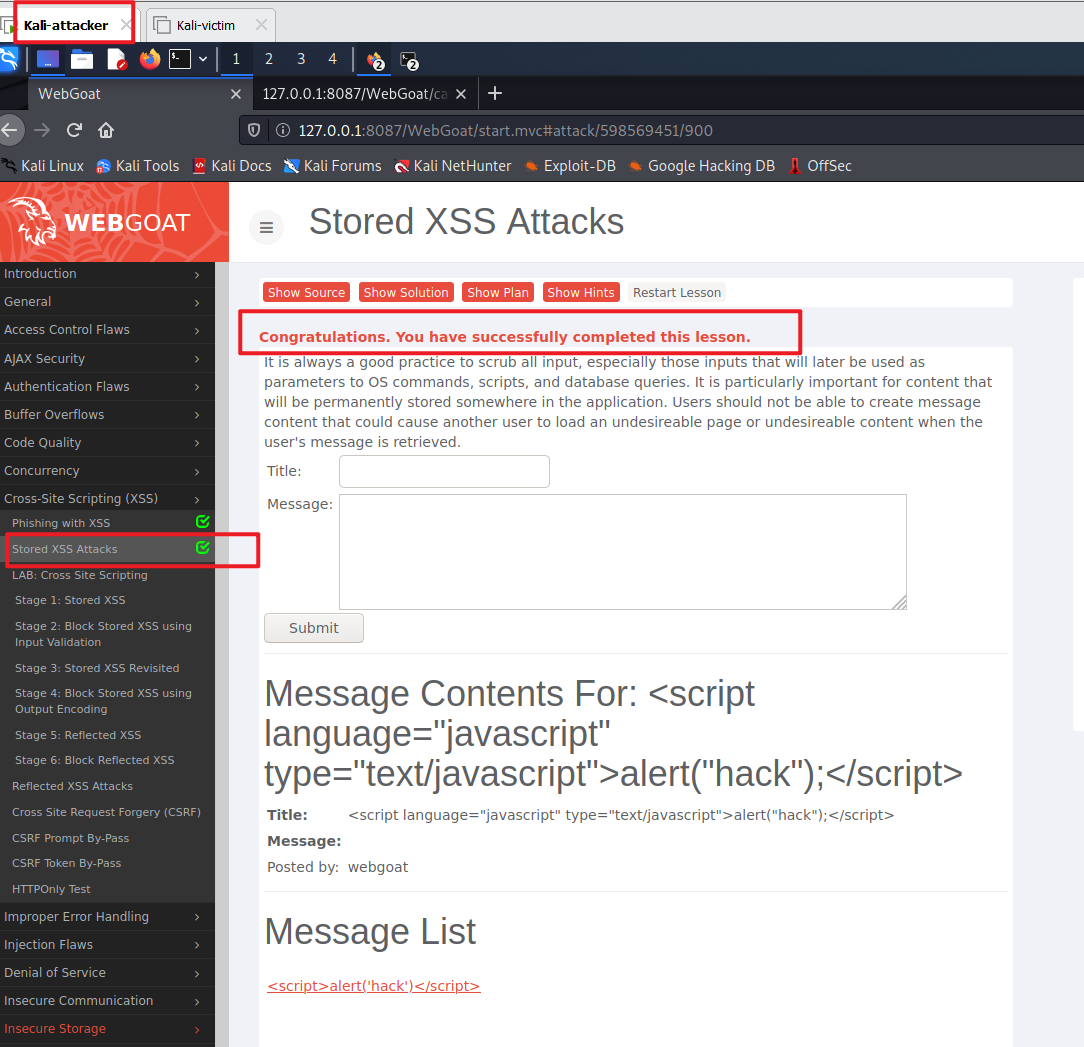 Kali-attacker
Kali-victim
1 2 3 4 2 2
WebGoat
127.0.0.1:8087/WebGoat/ca
127.0.0.1:8087/WebGoat/start.mvc#attack/598569451/900
Kali Linux Kali Tools Kali Docs Kali Forums Kali NetHunter Exploit-DB Google Hacking DB OffSec
WEBGOAT
Stored XSS Attacks
Introduction
General
Access Control Flaws
AJAX Security
Authentication Flaws
Buffer Overflows
Code Quality
Concurrency
Cross-Site Scripting (XSS)
Phishing with XSS
Stored XSS Attacks
LAB: Cross Site Scripting
Stage 1: Stored XSS
Stage 2: Block Stored XSS using
Input Validation
Stage 3: Stored XSS Revisited
Stage 4: Block Stored XSS using
Output Encoding
Stage 5: Reflected XSS
Stage 6: Block Reflected XSS
Reflected XSS Attacks
Cross Site Request Forgery (CSRF)
CSRF Prompt By-Pass
CSRF Token By-Pass
HTTPOnly Test
Improper Error Handling
Injection Flaws
Denial of Service
Insecure Communication
Insecure Storage
Show Source Show Solution Show Plan Show Hints Restart Lesson
Congratulations. You have successfully completed this lesson.
It is always a good practice to scrub all input, especially those inputs that will later be used as
parameters to OS commands, scripts, and database queries. It is particularly important for content that
will be permanently stored somewhere in the application. Users should not be able to create message
content that could cause another user to load an undesireable page or undesireable content when the
user's message is retrieved.
Title:
Message:
Submit
Message Contents For: <script
language="javascript"
type="text/javascript">alert("hack");</script>
Title: <script language="javascript" type="text/javascript">alert("hack");</script>
Message:
Posted by: webgoat
Message List
<script>alert('hack')</script>